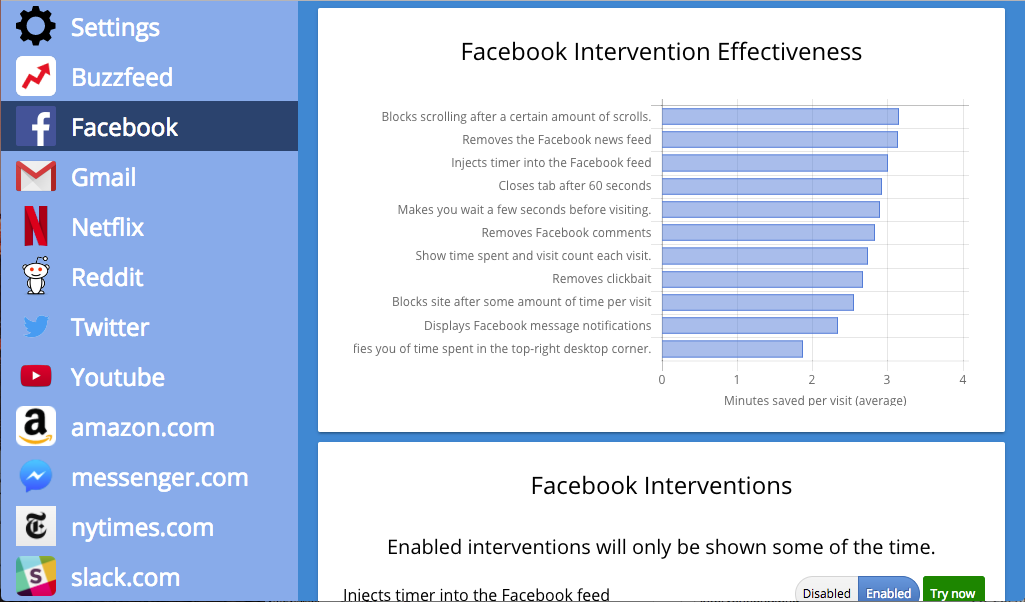 Settings
Buzzfeed
Facebook
Gmail
Netflix
Reddit
Twitter
Youtube
amazon.com
messenger.com
nytimes.com
slack.com
Facebook Intervention Effectiveness
Blocks scrolling after a certain amount of scrolls.
Removes the Facebook news feed
Injects timer into the Facebook feed
Closes tab after 60 seconds
Makes you wait a few seconds before visiting.
Removes Facebook comments
Show time spent and visit count each visit.
Removes clickbait
Blocks site after some amount of time per visit
Displays Facebook message notifications
fies you of time spent in the top-right desktop corner.
0 1 2 3 4
Minutes saved per visit (average)
Facebook Interventions
Enabled interventions will only be shown some of the time.
Injects timer into the Facebook feed Disabled Enabled Try now